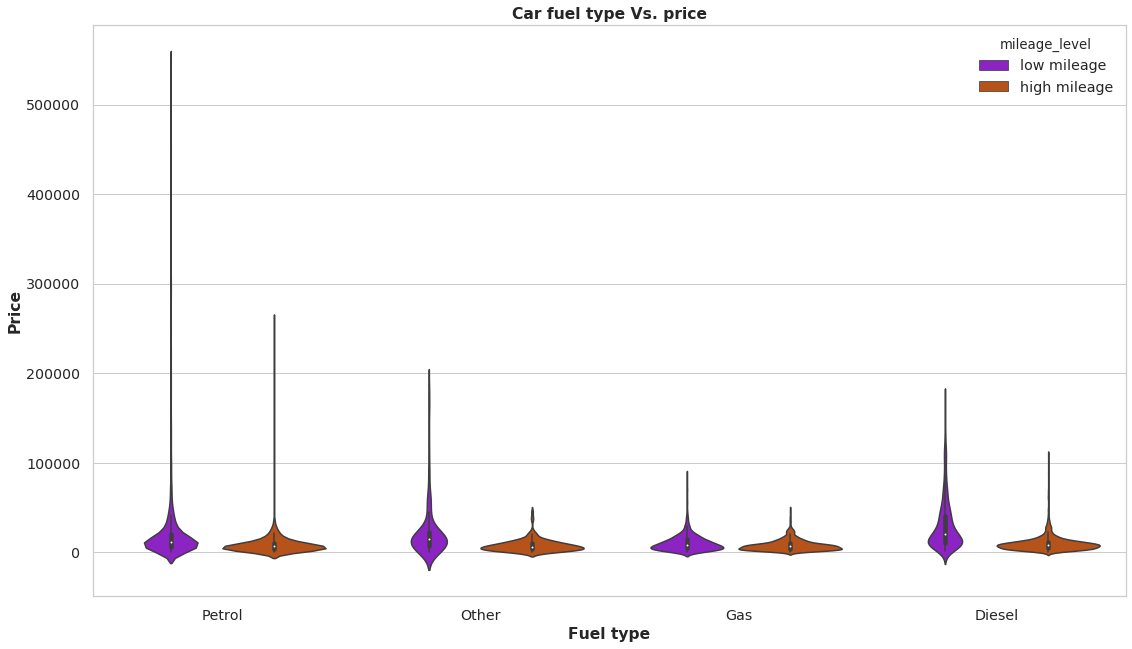 Car fuel type Vs. price
mileage_level
low mileage
high mileage
500000
400000
300000
200000
100000
0
Price
Petrol
Other
Gas
Diesel
Fuel type